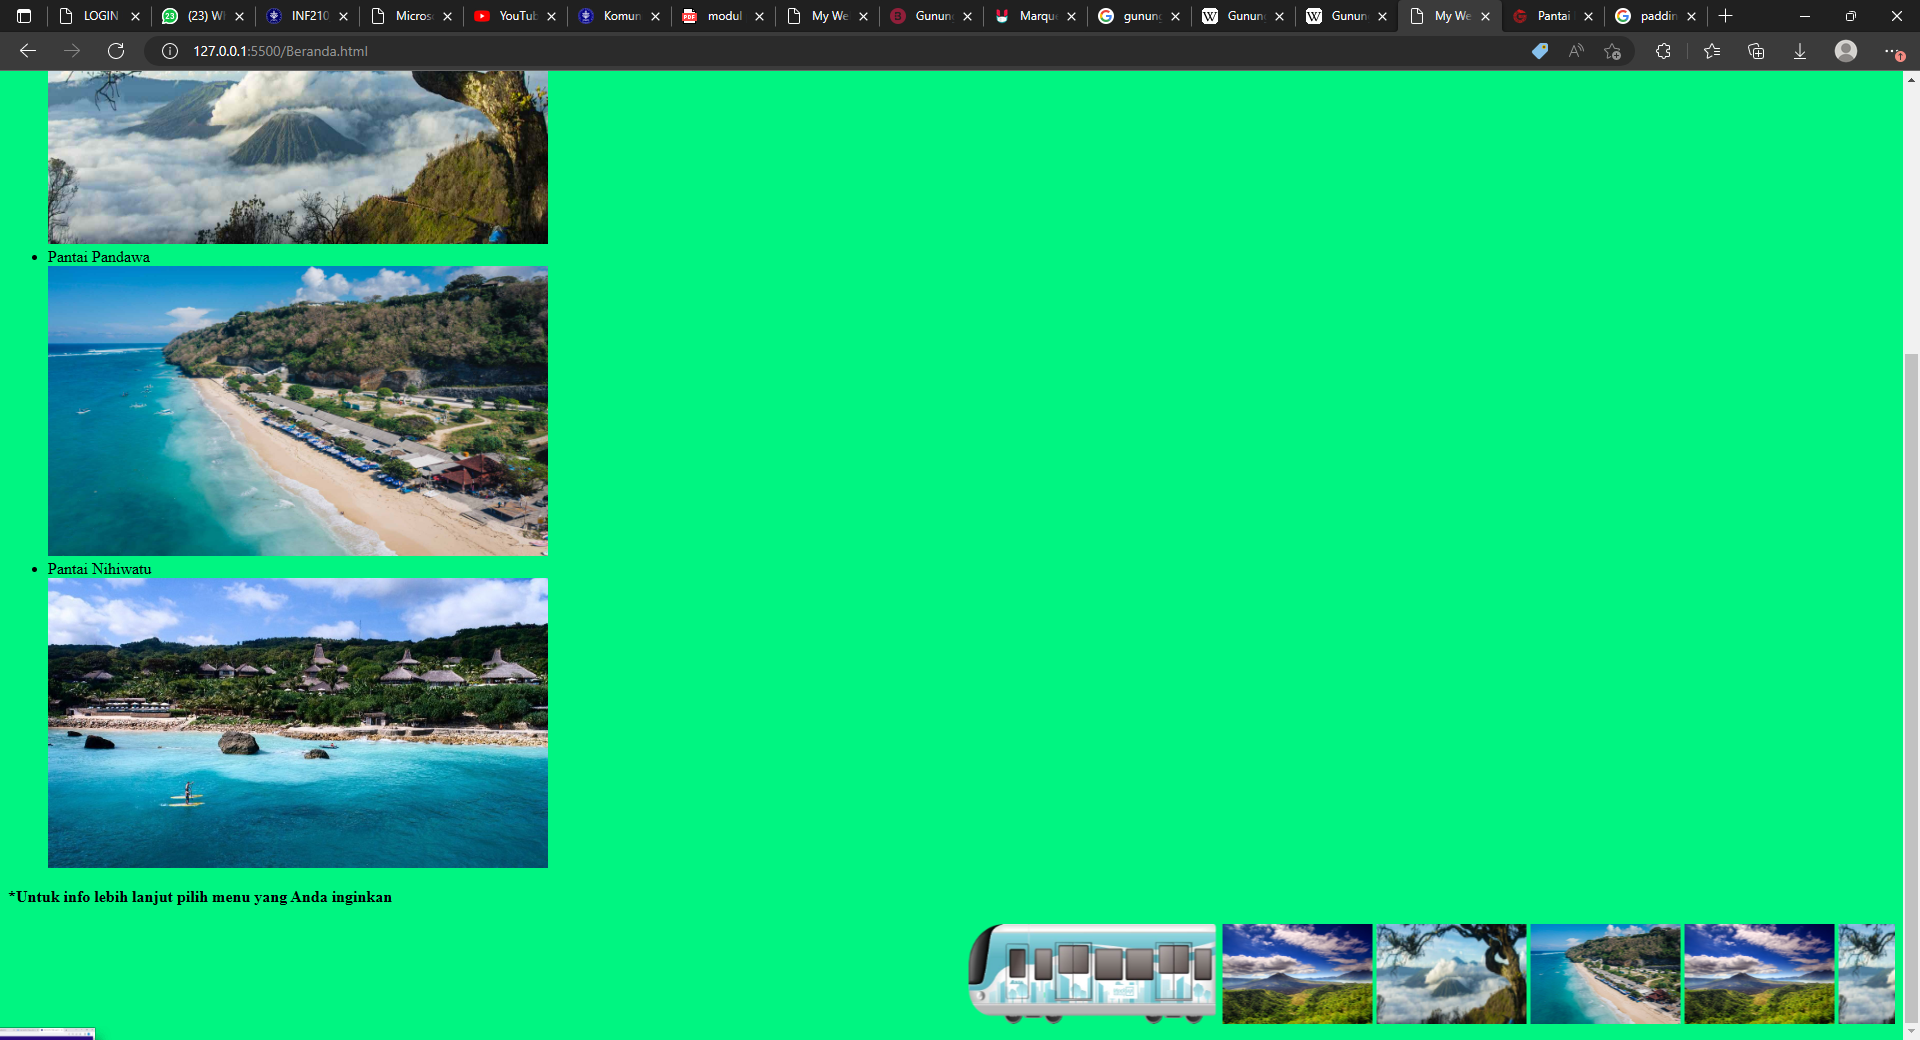 LOGIN
(23) W
INF210
Micros
YouTub
Komun
modul
My We
Gunun
Marqu
gunun
Gunun
Gunun
My We
Pantai
paddin
127.0.0.1:5500/Beranda.html
Pantai Pandawa
Pantai Nihiwatu
*Untuk info lebih lanjut pilih menu yang Anda inginkan